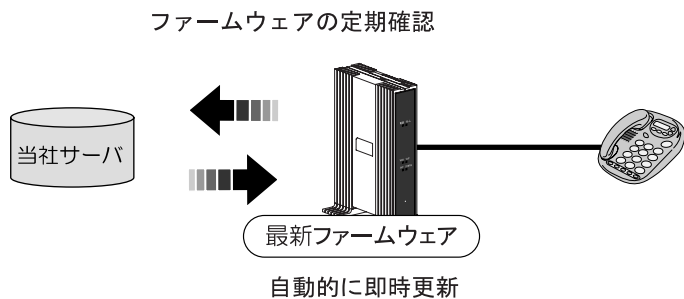 ファームウェアの定期確認
当社サーバ
最新ファームウェア
自動的に即時更新